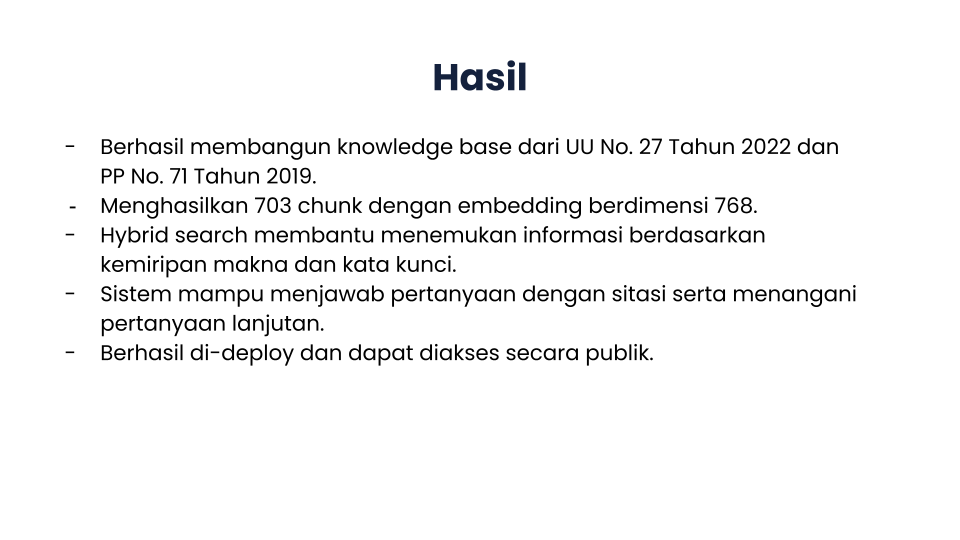 Hasil
- Berhasil membangun knowledge base dari UU No. 27 Tahun 2022 dan
PP No. 71 Tahun 2019.
- Menghasilkan 703 chunk dengan embedding berdimensi 768.
- Hybrid search membantu menemukan informasi berdasarkan
kemiripan makna dan kata kunci.
- Sistem mampu menjawab pertanyaan dengan sitasi serta menangani
pertanyaan lanjutan.
- Berhasil di-deploy dan dapat diakses secara publik.